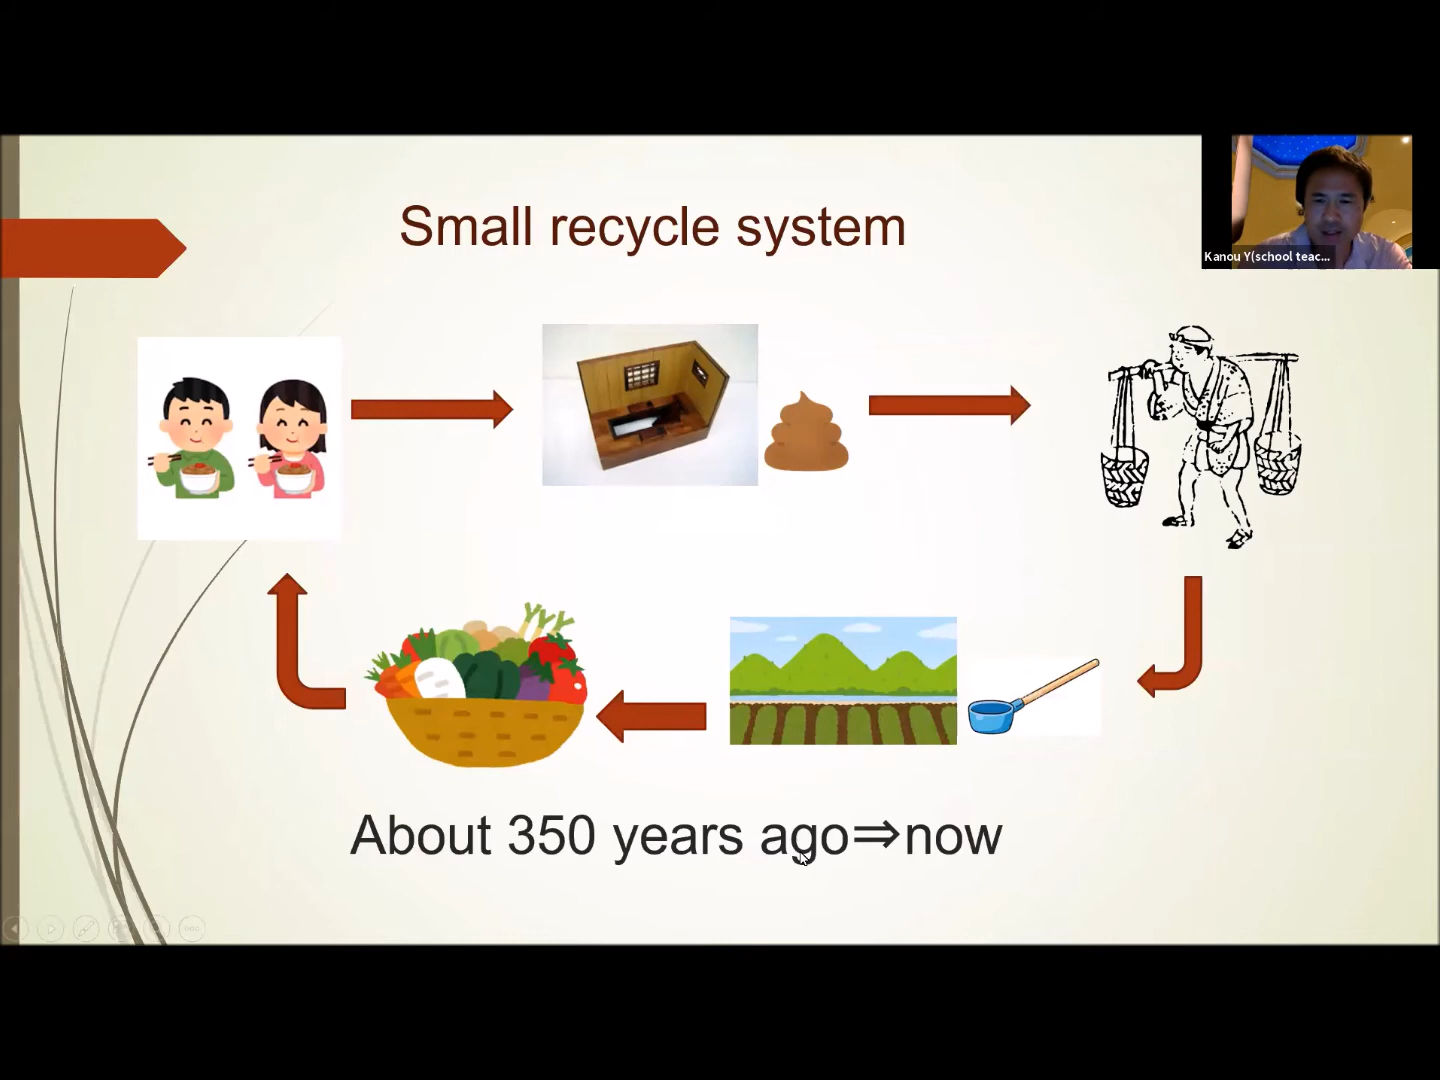 Small recycle system
Kanou Y(school teac...
About 350 years ago⇒now